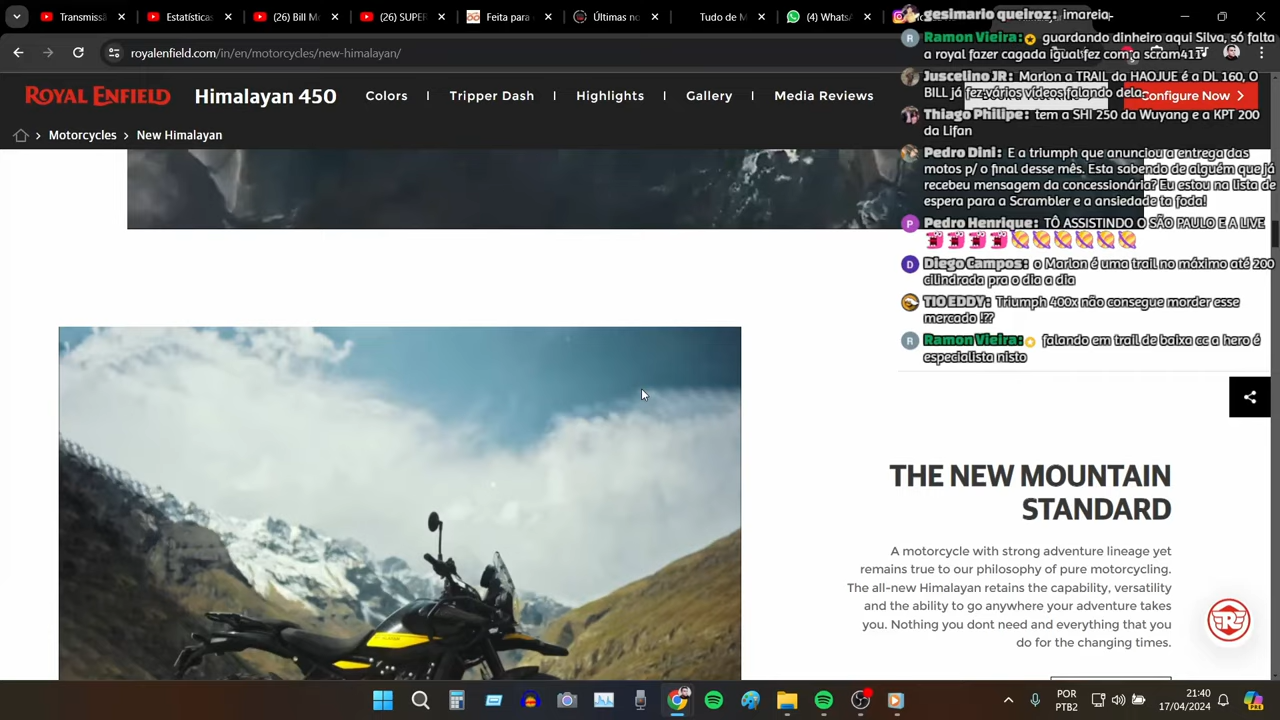 Transmissã
Estatísticas
(26) Bill M
(26) SUPER
Feita para
Últimas no
Tudo de M
(4) WhatsA
royalenfield.com/in/en/motorcycles/new-himalayan/
ROYAL ENFIELD
Himalayan 450
Colors
Tripper Dash
Highlights
Gallery
Media Reviews
Configure Now
Motorcycles
New Himalayan
gesimario queiroz: imareia
Ramon Vieira: guardando dinheiro aqui Silva, só falta
a royal fazer cagada igual fez com a scram411
Juscelino JR: Marlon a TRAIL da HAOJUE é a DL 160, O
BILL já fez vários vídeos falando dela.
Thiago Philipe: tem a SHI 250 da Wuyang e a KPT 200
da Lifan
Pedro Dini: E a triumph que anunciou a entrega das
motos p/ o final desse mês. Esta sabendo de alguém que já
recebeu mensagem da concessionária? Eu estou na lista de
espera para a Scrambler e a ansiedade ta foda!
Pedro Henrique: TÔ ASSISTINDO O SÃO PAULO E A LIVE
Diego Campos: o Marlon é uma trail no máximo até 200
cilindrada pra o dia a dia
TIO EDDY: Triumph 400x não consegue morder esse
mercado !??
Ramon Vieira: falando em trail de baixa cc a hero é
especialista nisto
THE NEW MOUNTAIN
STANDARD
A motorcycle with strong adventure lineage yet
remains true to our philosophy of pure motorcycling.
The all-new Himalayan retains the capability, versatility
and the ability to go anywhere your adventure takes
you. Nothing you dont need and everything that you
do for the changing times.
POR
PTB2
21:40
17/04/2024